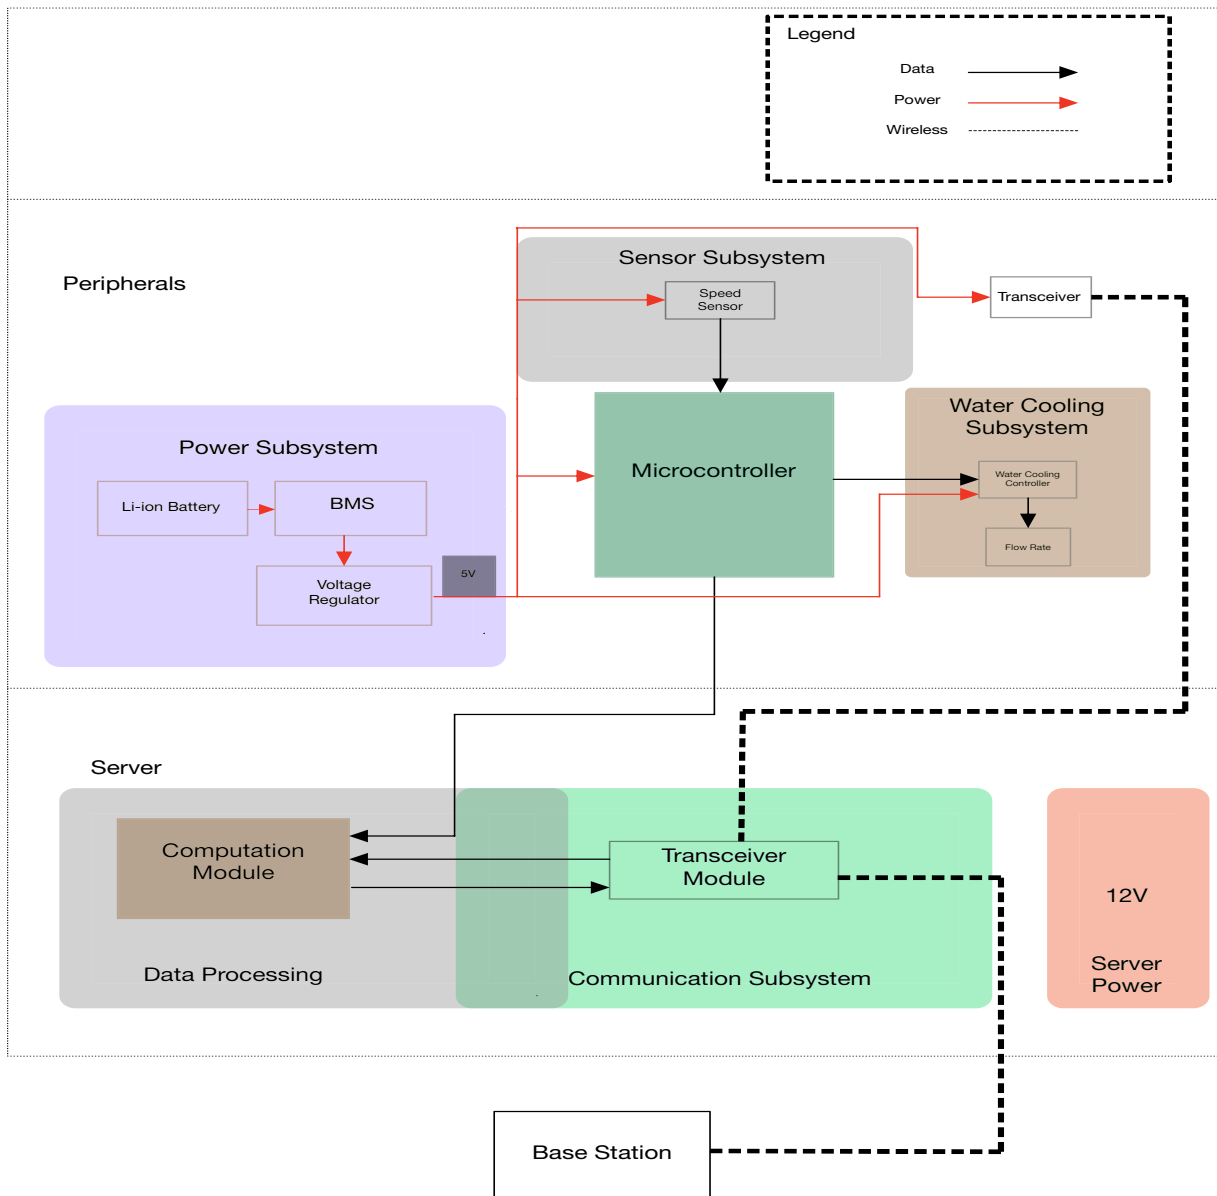 Legend
Data
Power
Wireless
Peripherals
Sensor Subsystem
Speed
Sensor
Transceiver
Power Subsystem
Li-ion Battery
BMS
Voltage
Regulator
5V
Microcontroller
Water Cooling
Subsystem
Water Cooling
Controller
Flow Rate
Server
Computation
Module
Transceiver
Module
Data Processing
Communication Subsystem
12V
Server
Power
Base Station